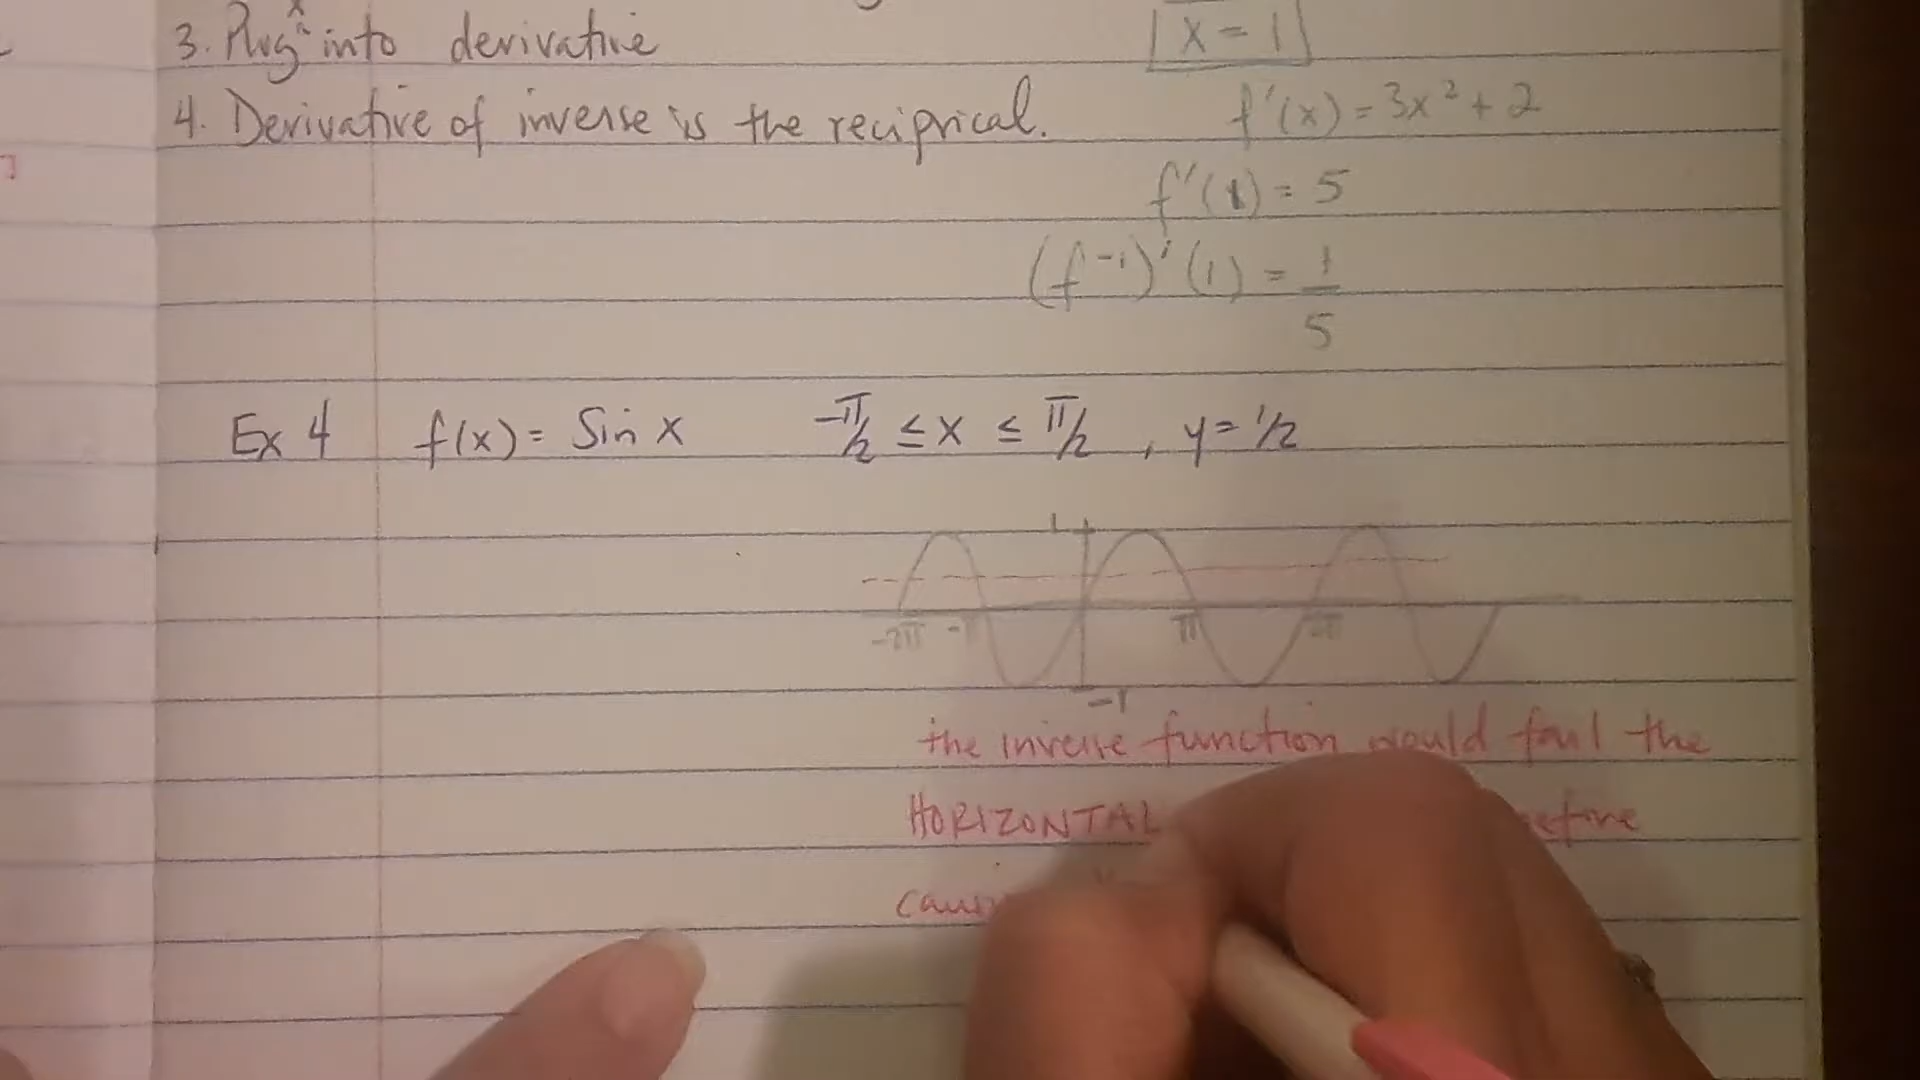 x
3. Plug ^ into derivative
x = 1
4. Derivative of inverse is the reciprical.
f'(x) = 3x² + 2
f'(1) = 5
(f⁻¹)'(1) = 1/5
Ex 4 f(x) = Sin x -π/2 ≤ x ≤ π/2 , y = 1/2
1
-2π -π π 2π
-1
the inverse function would fail the
HORIZONTAL